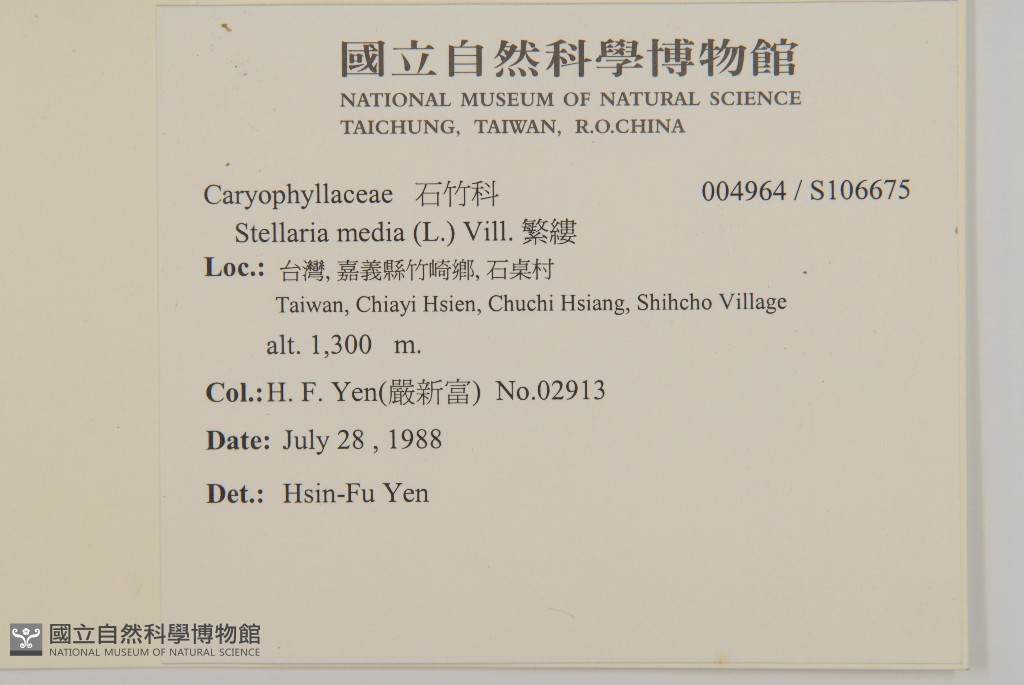 國立自然科學博物館
NATIONAL MUSEUM OF NATURAL SCIENCE
TAICHUNG, TAIWAN, R.O.CHINA
Caryophyllaceae 石竹科 004964 / S106675
Stellaria media (L.) Vill. 繁縷
Loc.: 台灣, 嘉義縣竹崎鄉, 石桌村
Taiwan, Chiayi Hsien, Chuchi Hsiang, Shihcho Village
alt. 1,300 m.
Col.: H. F. Yen(嚴新富) No.02913
Date: July 28 , 1988
Det.: Hsin-Fu Yen
國立自然科學博物館
NATIONAL MUSEUM OF NATURAL SCIENCE